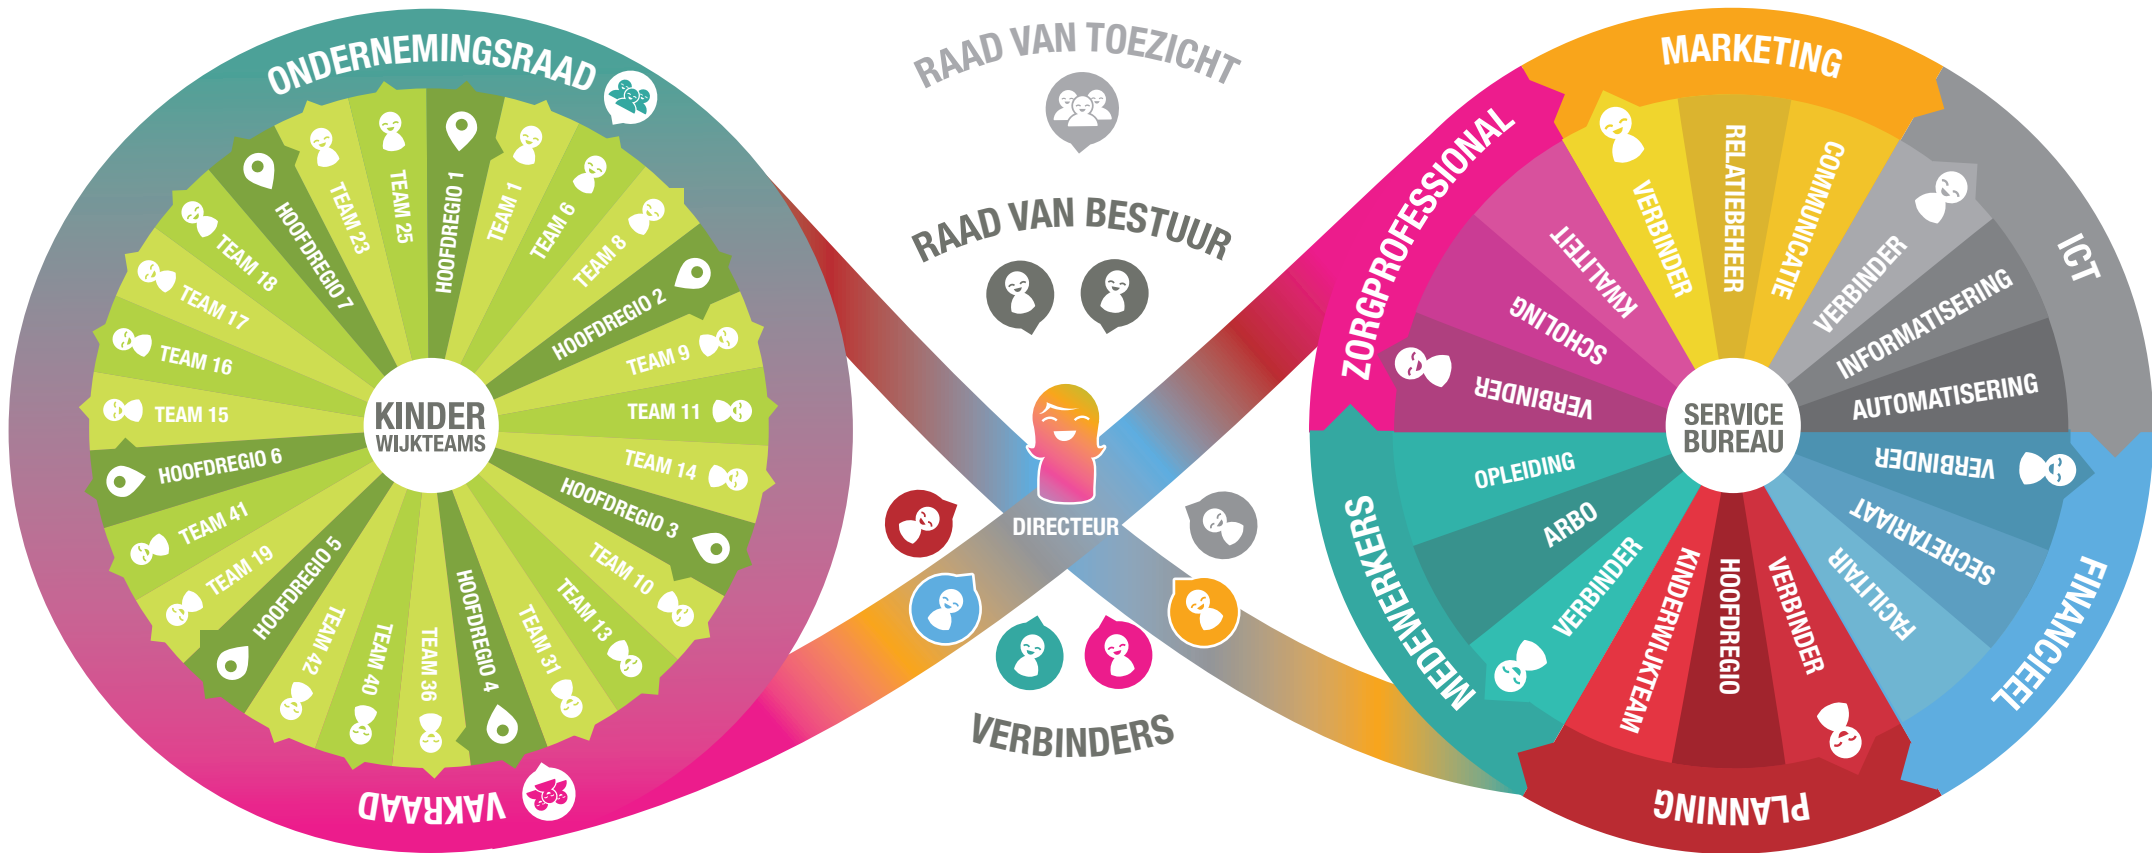 ONDERNEMINGSRAAD
HOOFDREGIO 1
TEAM 1
TEAM 6
TEAM 8
HOOFDREGIO 2
TEAM 9
TEAM 11
TEAM 14
HOOFDREGIO 3
TEAM 10
TEAM 13
TEAM 31
HOOFDREGIO 4
TEAM 36
TEAM 40
TEAM 42
HOOFDREGIO 5
TEAM 19
TEAM 41
HOOFDREGIO 6
TEAM 15
TEAM 16
TEAM 17
TEAM 18
HOOFDREGIO 7
TEAM 23
TEAM 25
KINDER
WIJKTEAMS
VAKRAAD
RAAD VAN TOEZICHT
RAAD VAN BESTUUR
DIRECTEUR
VERBINDERS
MARKETING
VERBINDER
RELATIEBEHEER
COMMUNICATIE
ICT
VERBINDER
INFORMATISERING
AUTOMATISERING
FINANCIEEL
VERBINDER
SECRETARIAAT
FACILITAIR
PLANNING
VERBINDER
HOOFDREGIO
KINDERWIJKTEAM
MEDEWERKERS
VERBINDER
ARBO
OPLEIDING
ZORGPROFESSIONAL
VERBINDER
SCHOLING
KWALITEIT
SERVICE
BUREAU